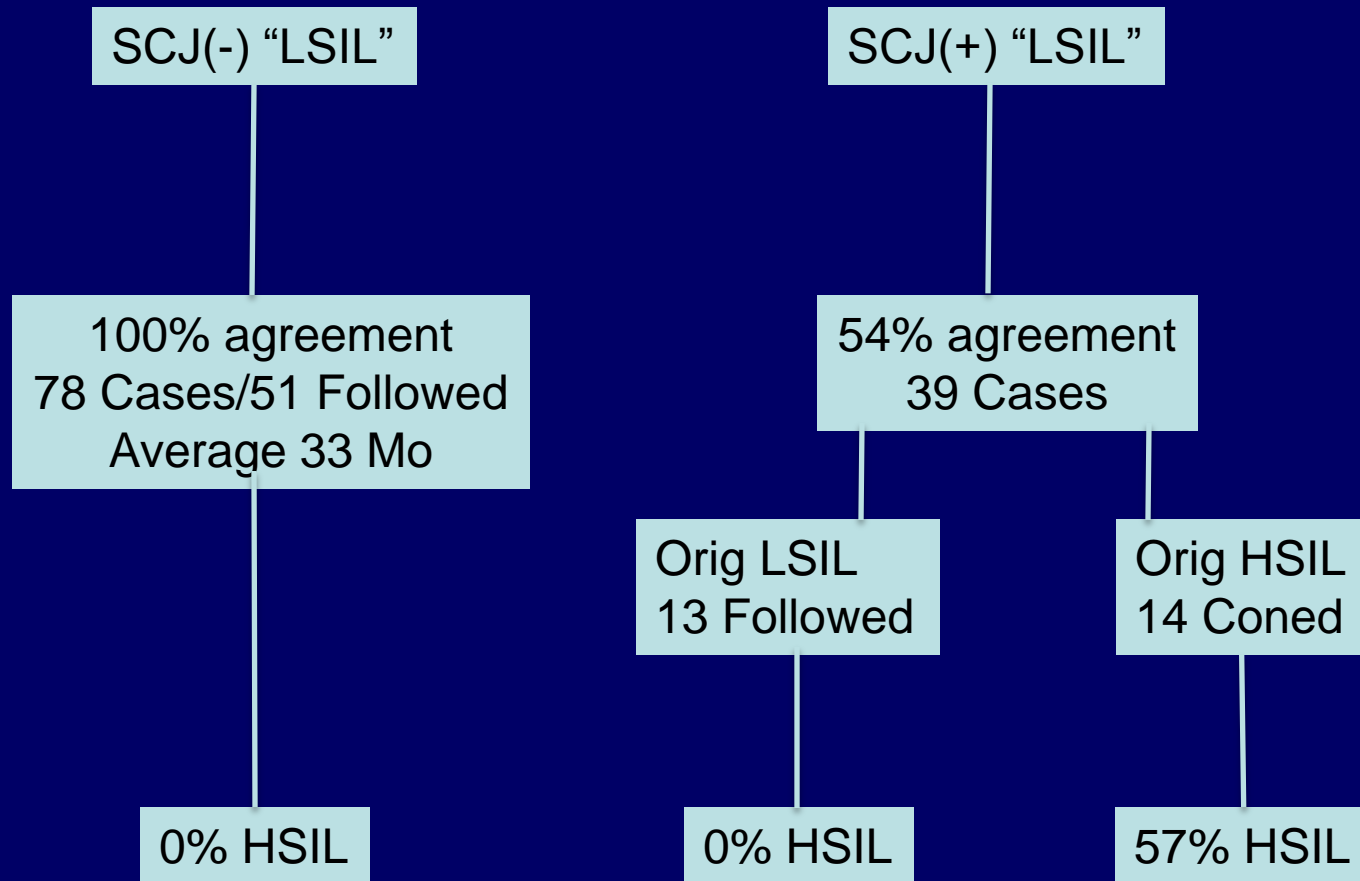 SCJ(-) “LSIL”
SCJ(+) “LSIL”
100% agreement
78 Cases/51 Followed
Average 33 Mo
54% agreement
39 Cases
Orig LSIL
13 Followed
Orig HSIL
14 Coned
0% HSIL
0% HSIL
57% HSIL